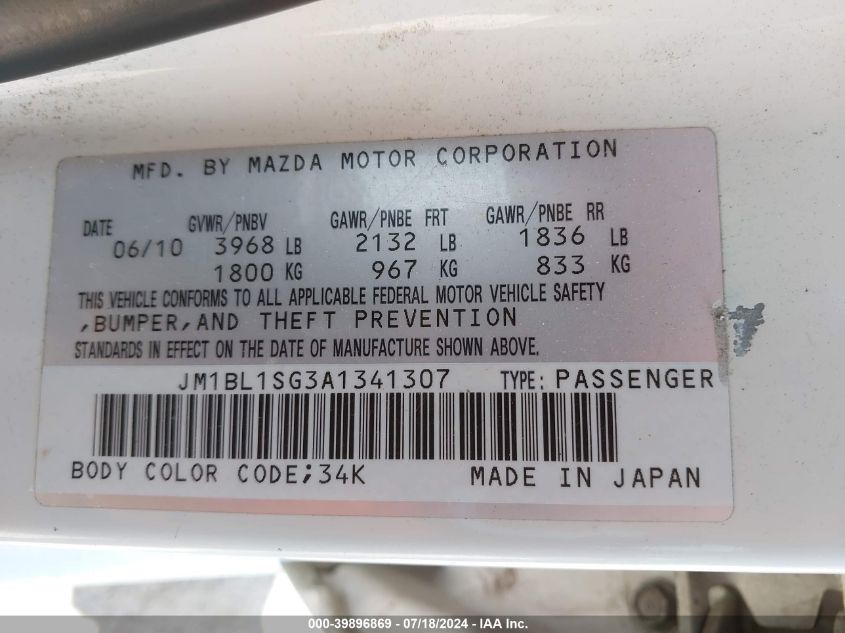 MFD. BY MAZDA MOTOR CORPORATION
DATE GVWR/PNBV GAWR/PNBE FRT GAWR/PNBE RR
06/10 3968 LB 2132 LB 1836 LB
1800 KG 967 KG 833 KG
THIS VEHICLE CONFORMS TO ALL APPLICABLE FEDERAL MOTOR VEHICLE SAFETY
,BUMPER,AND THEFT PREVENTION
STANDARDS IN EFFECT ON THE DATE OF MANUFACTURE SHOWN ABOVE.
JM1BL1SG3A1341307 TYPE: PASSENGER
BODY COLOR CODE;34K MADE IN JAPAN
000-39896869 - 07/18/2024 - IAA Inc.